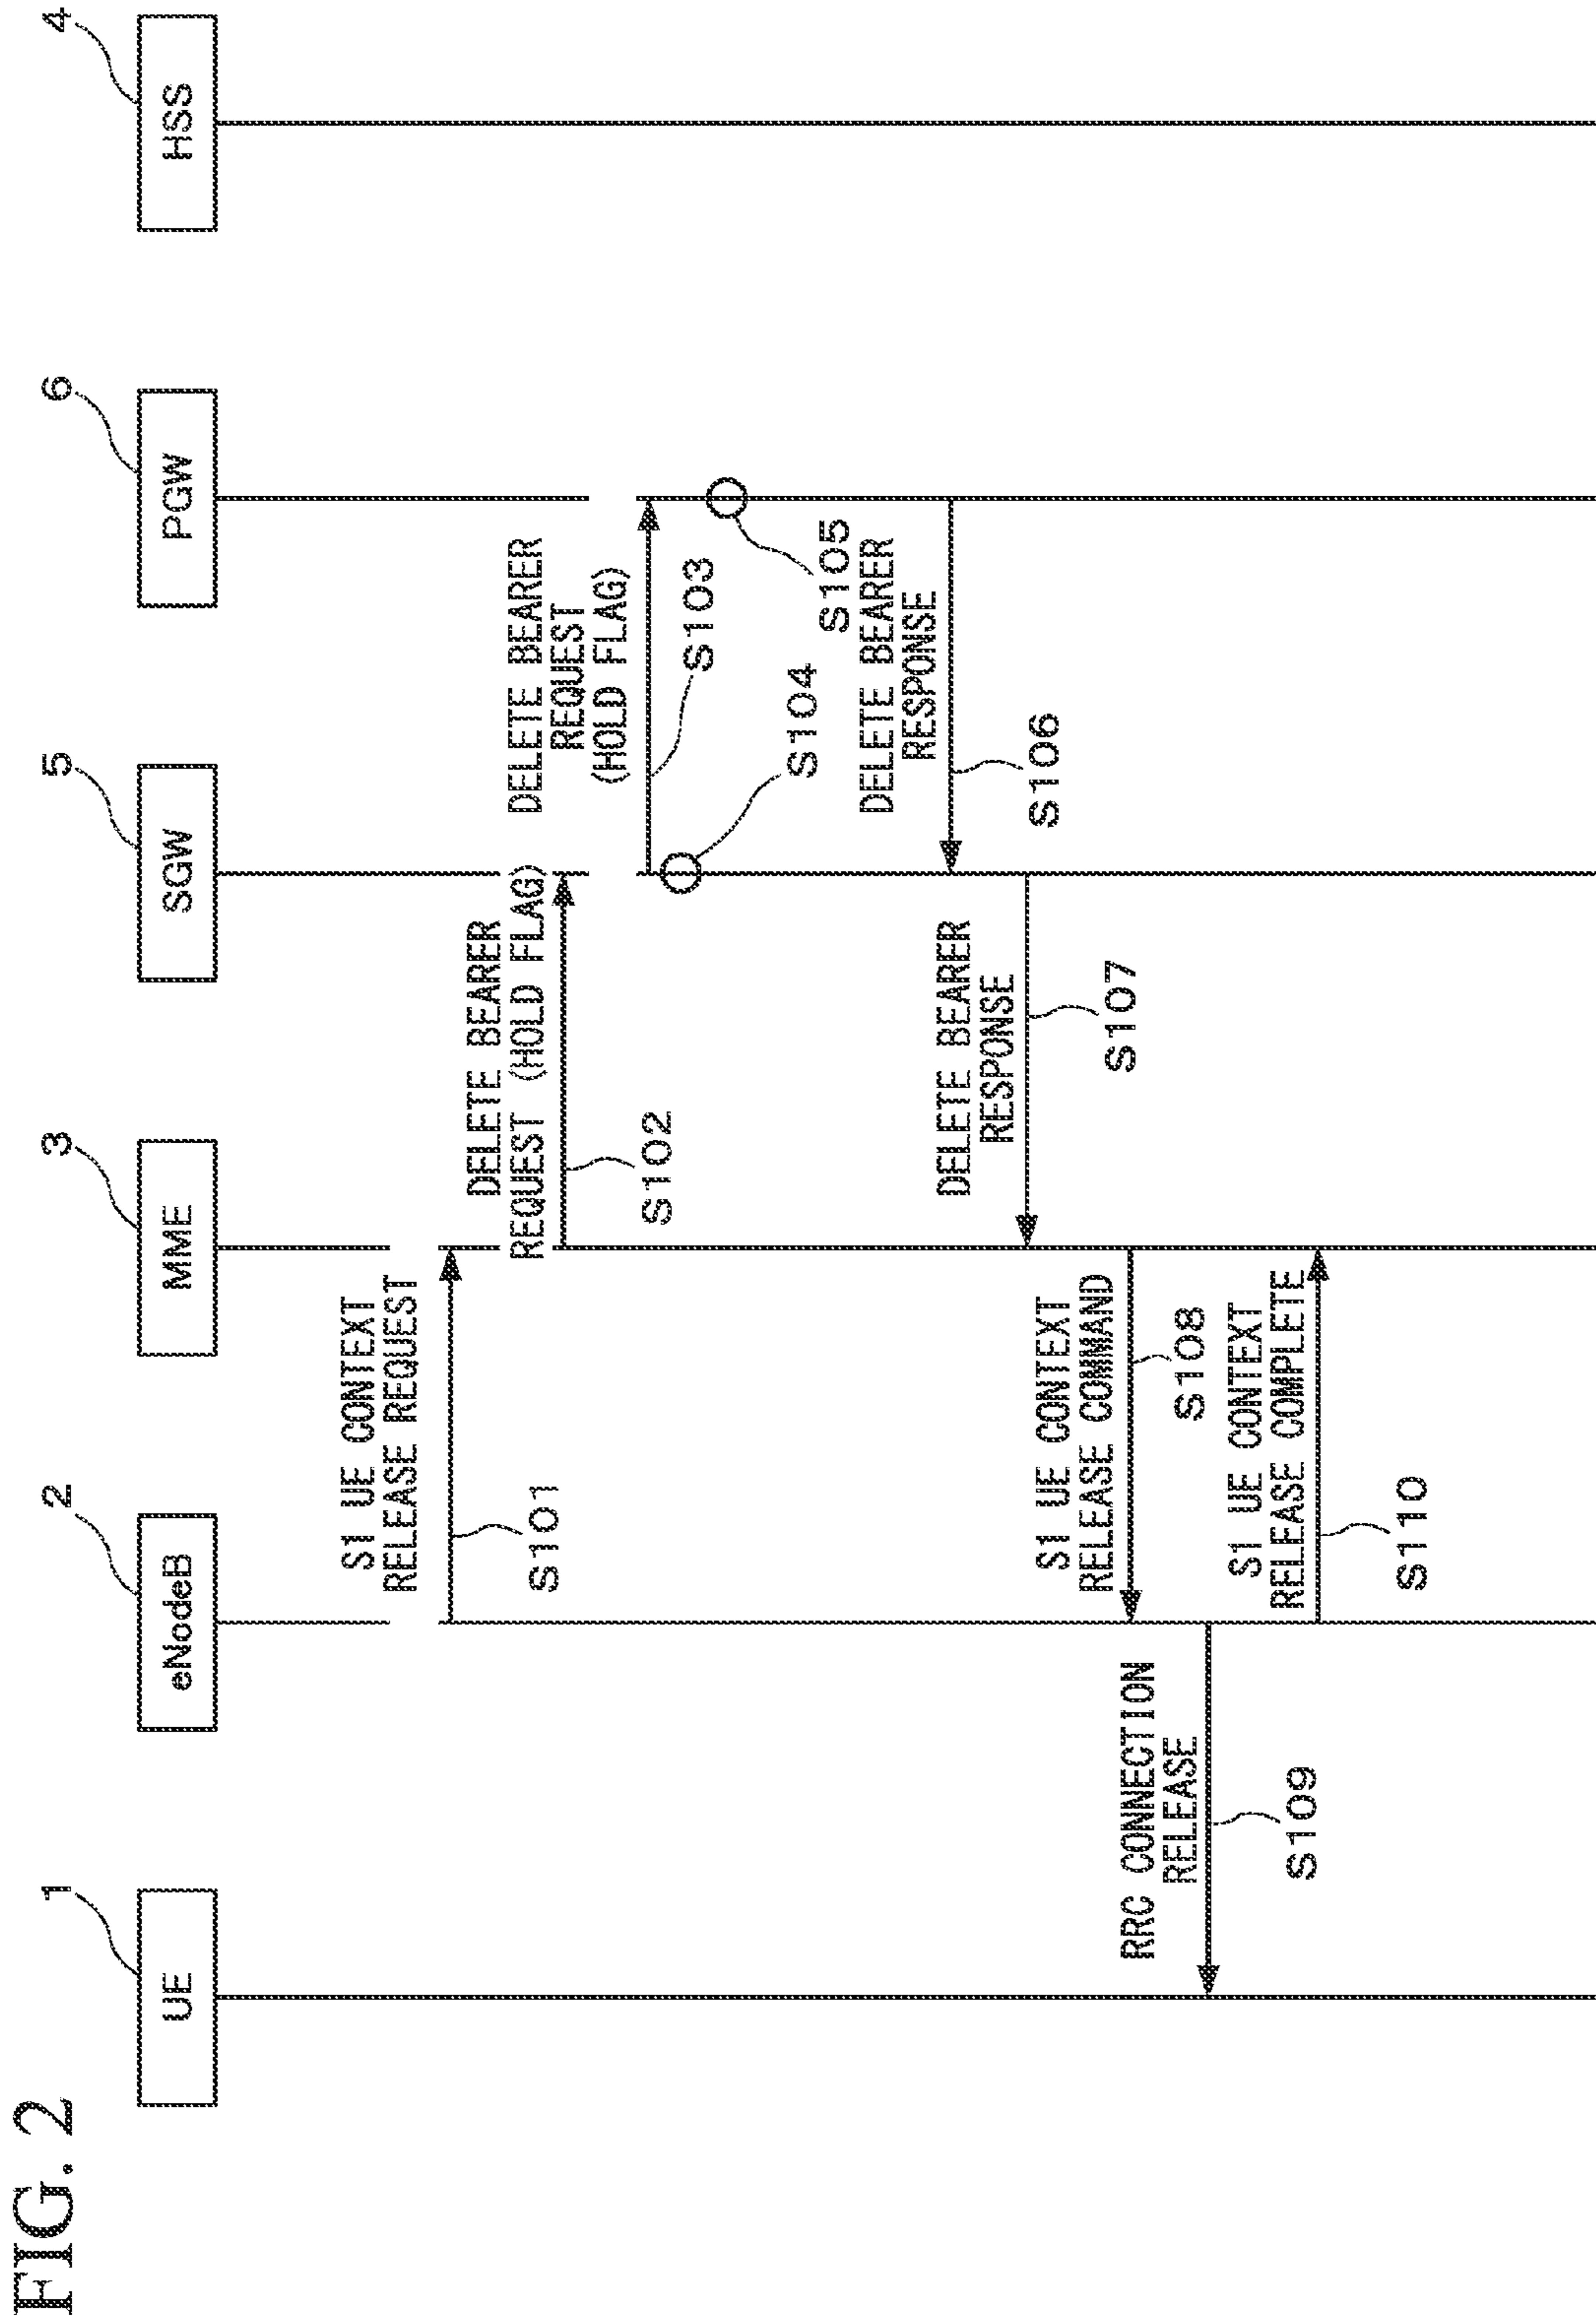 FIG. 2
1
2
3
5
6
4
UE
eNodeB
MME
SGW
PGW
HSS
S1 UE CONTEXT
RELEASE REQUEST
S101
DELETE BEARER
REQUEST (HOLD FLAG)
S102
DELETE BEARER
REQUEST
(HOLD FLAG)
S103
S104
S105
DELETE BEARER
RESPONSE
S106
DELETE BEARER
RESPONSE
S107
S1 UE CONTEXT
RELEASE COMMAND
S108
RRC CONNECTION
RELEASE
S109
S1 UE CONTEXT
RELEASE COMPLETE
S110